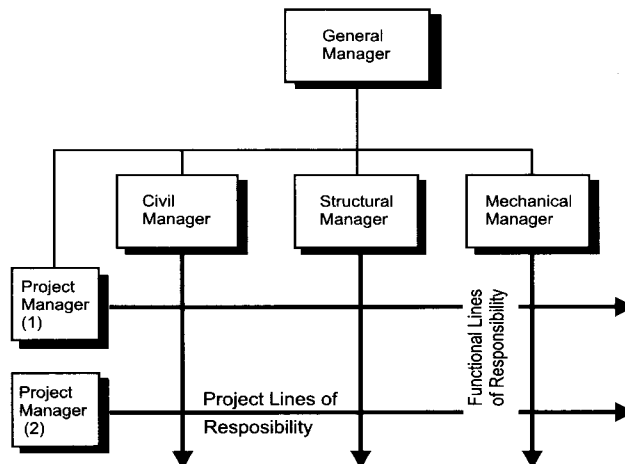 General
Manager
Civil
Manager
Structural
Manager
Mechanical
Manager
Project
Manager
(1)
Functional Lines
of Responsibility
Project
Manager
(2)
Project Lines of
Resposibility